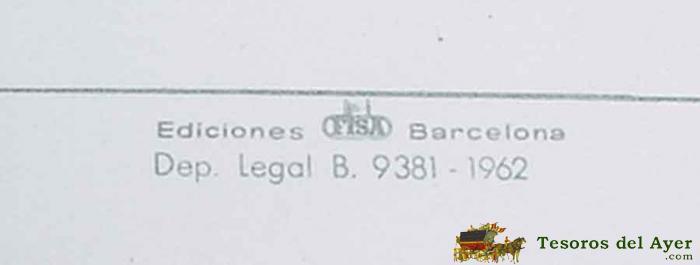 Ediciones FISA Barcelona
Dep. Legal B. 9381 - 1962
Tesoros del Ayer
.com